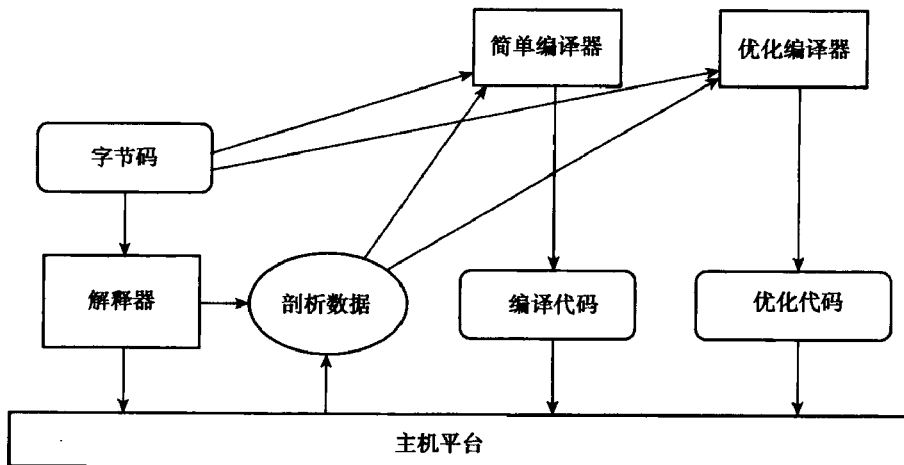 简单编译器
优化编译器
字节码
解释器
剖析数据
编译代码
优化代码
主机平台